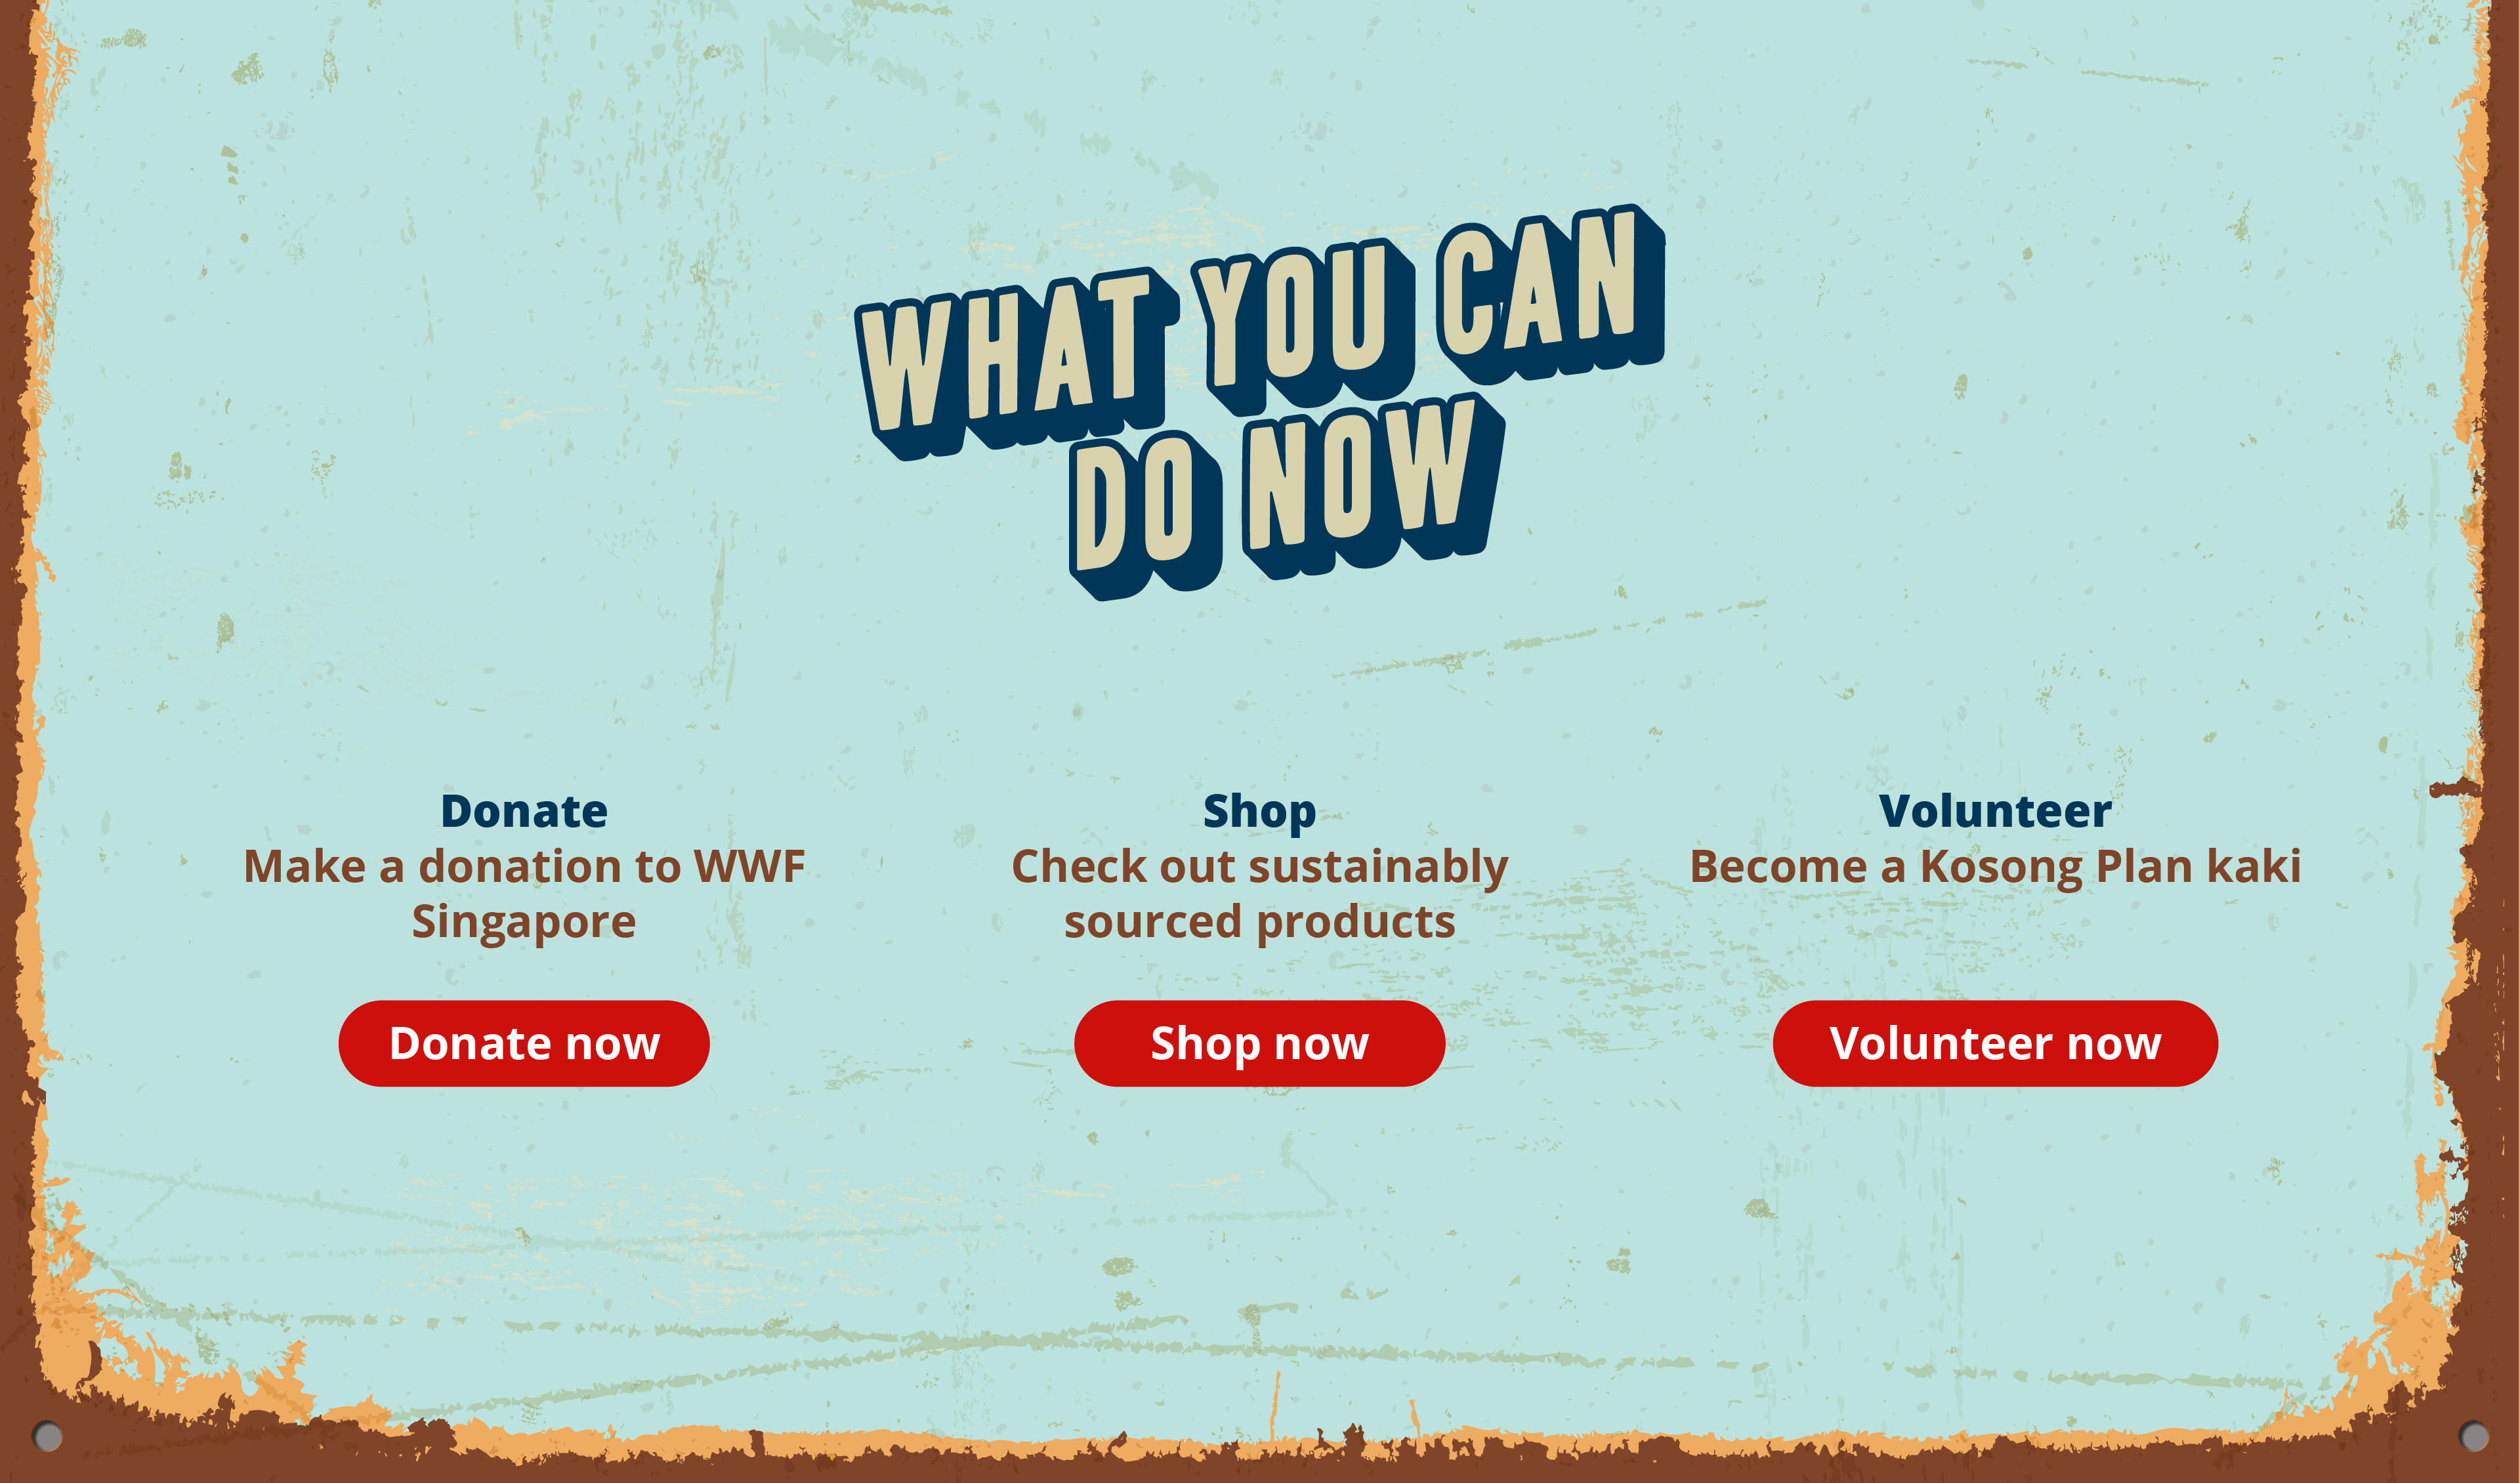 WHAT YOU CAN
DO NOW
Donate
Make a donation to WWF
Singapore
Donate now
Shop
Check out sustainably
sourced products
Shop now
Volunteer
Become a Kosong Plan kaki
Volunteer now